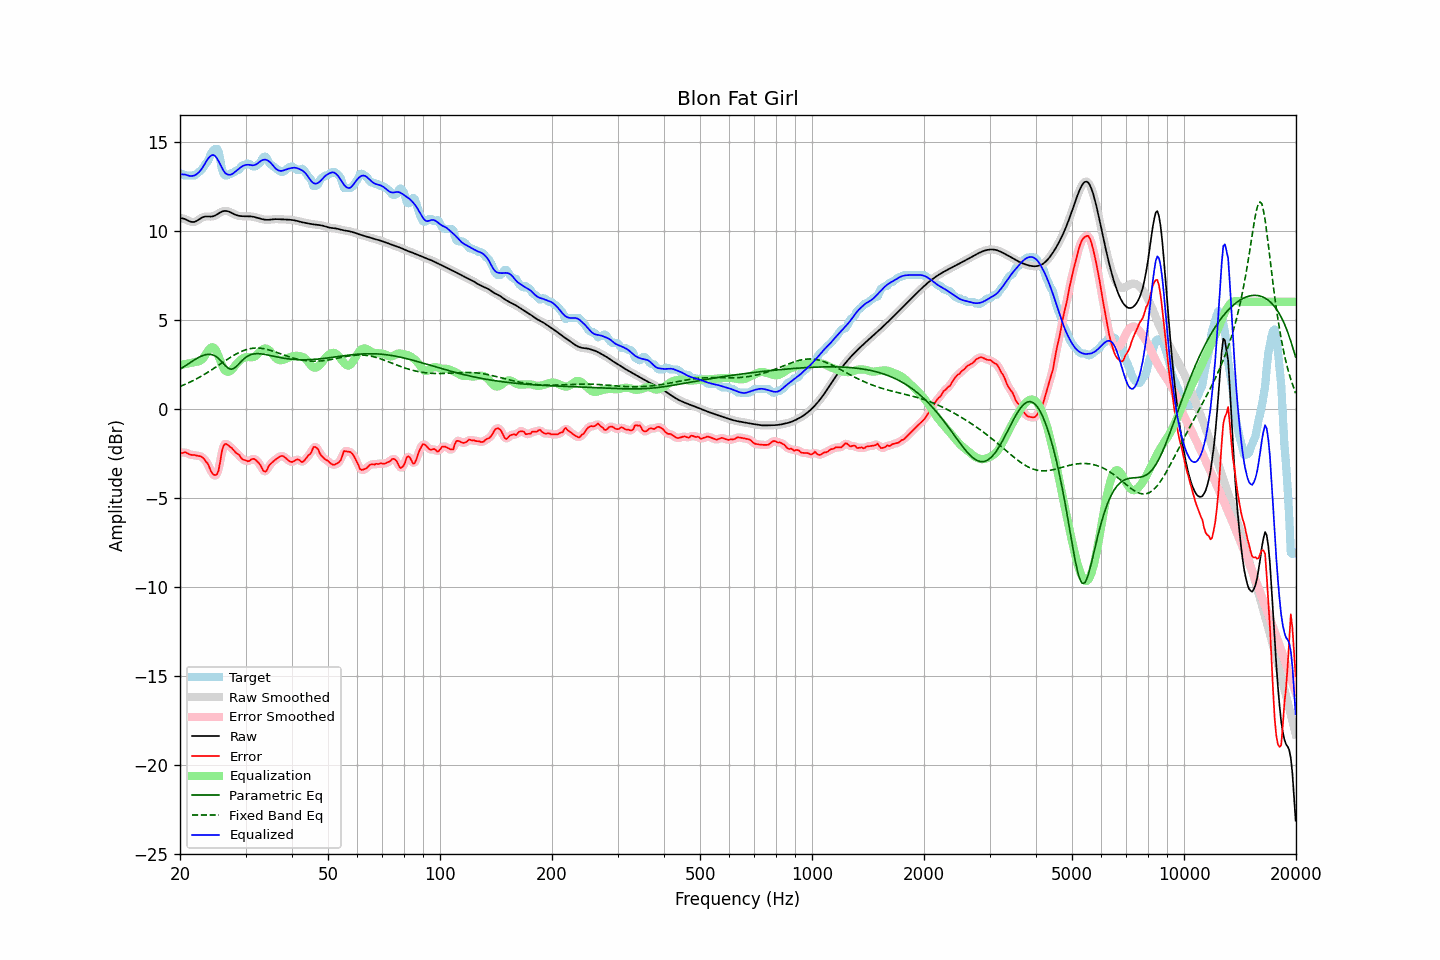 Blon Fat Girl
15
10
5
0
−5
−10
−15
−20
−25
Amplitude (dBr)
Target
Raw Smoothed
Error Smoothed
Raw
Error
Equalization
Parametric Eq
Fixed Band Eq
Equalized
20 50 100 200 500 1000 2000 5000 10000 20000
Frequency (Hz)